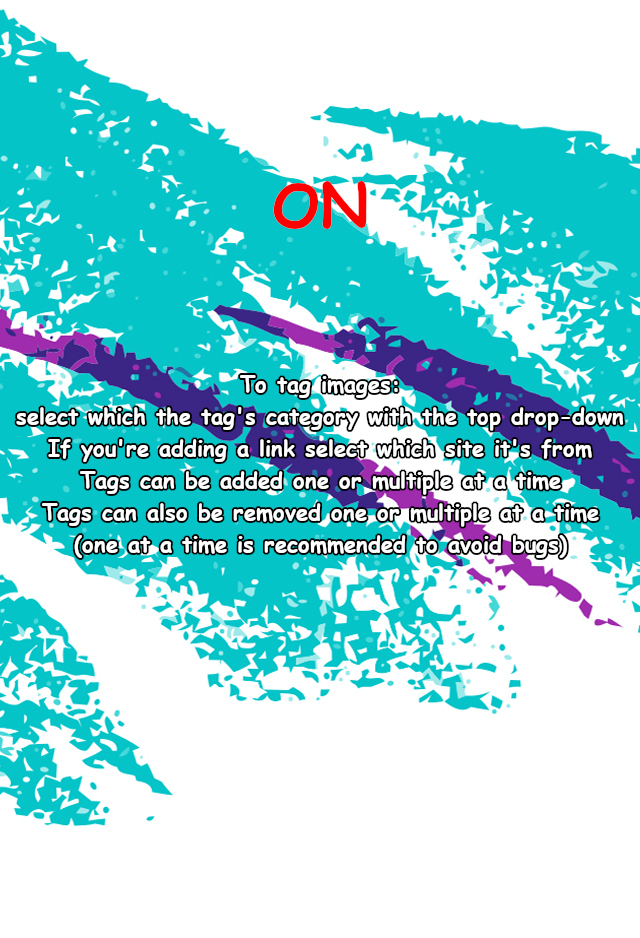 ON
To tag images:
select which the tag's category with the top drop-down
If you're adding a link select which site it's from
Tags can be added one or multiple at a time
Tags can also be removed one or multiple at a time
(one at a time is recommended to avoid bugs)